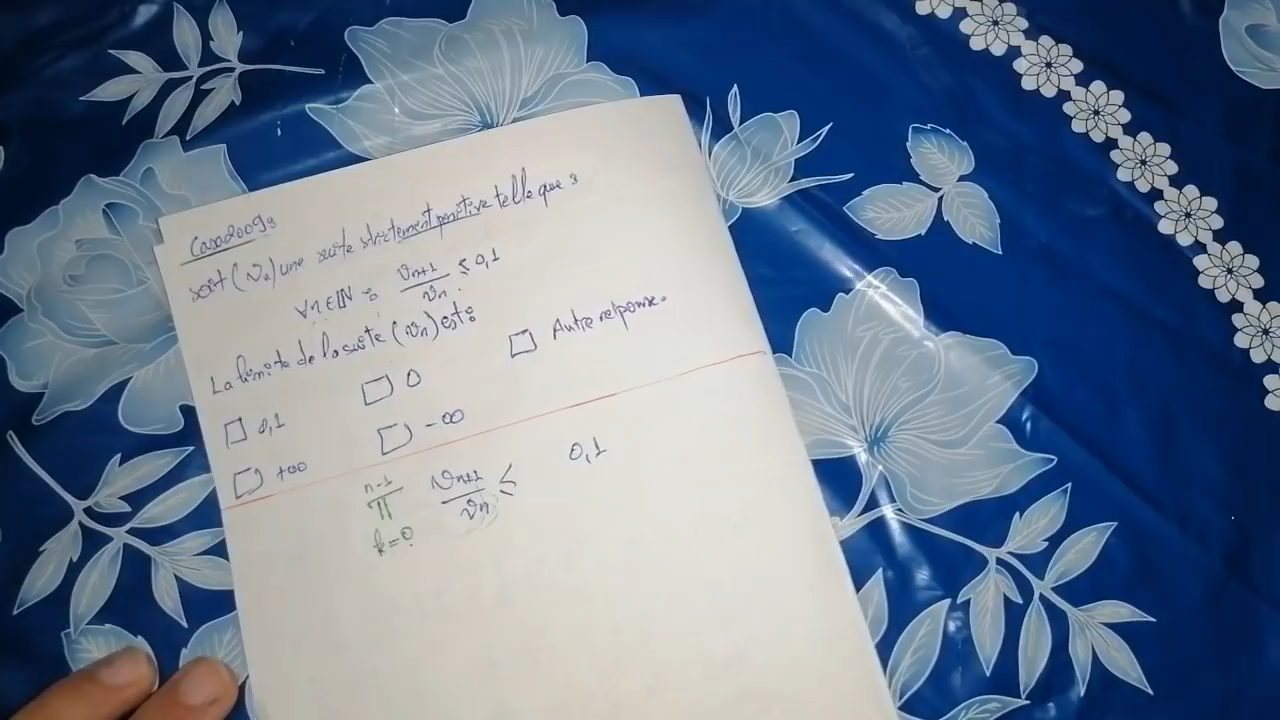 Casa2009:
soit (vₙ) une suite strictement positive telle que :
∀n∈ℕ : vₙ₊₁/vₙ ≤ 0,1
La limite de la suite (vₙ) est :
□ 0,1 □ 0 □ Autre réponse.
□ +∞ □ -∞
n-1 ∏ k=0 vₙ₊₁/vₙ ≤ 0,1